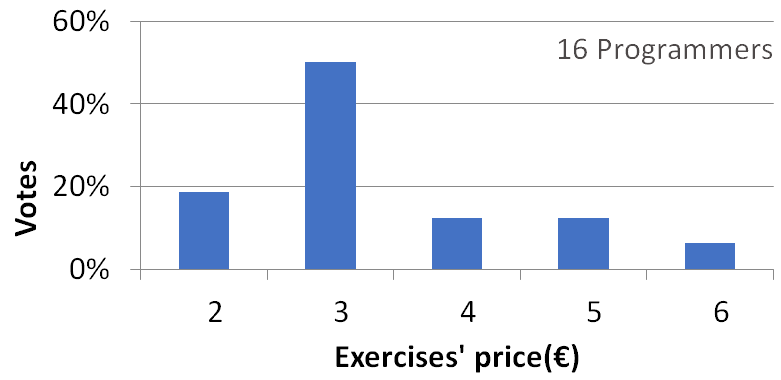 60%
16 Programmers
40%
20%
0%
Votes
2 3 4 5 6
Exercises' price(€)